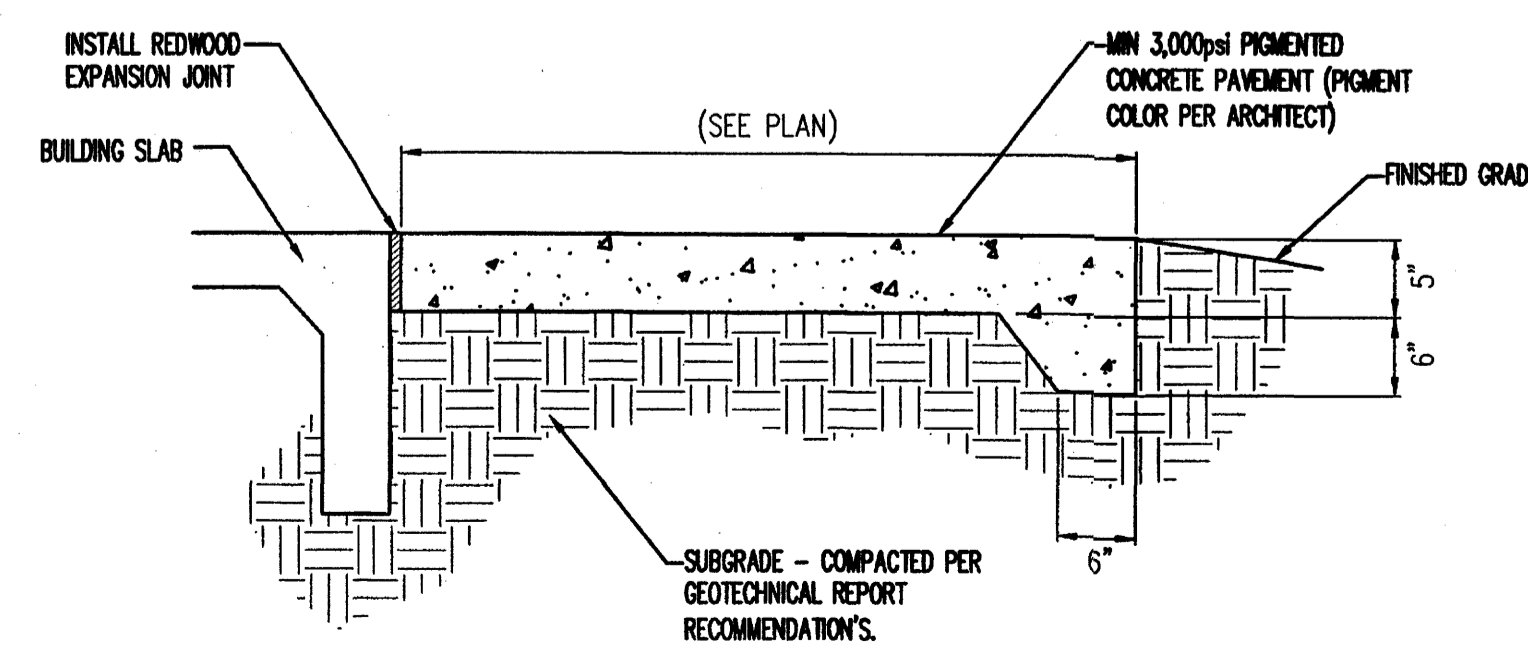 INSTALL REDWOOD
EXPANSION JOINT
MIN 3,000psi PIGMENTED
CONCRETE PAVEMENT (PIGMENT
COLOR PER ARCHITECT)
(SEE PLAN)
BUILDING SLAB
FINISHED GRAD
5"
6"
6"
SUBGRADE - COMPACTED PER
GEOTECHNICAL REPORT
RECOMMENDATION'S.